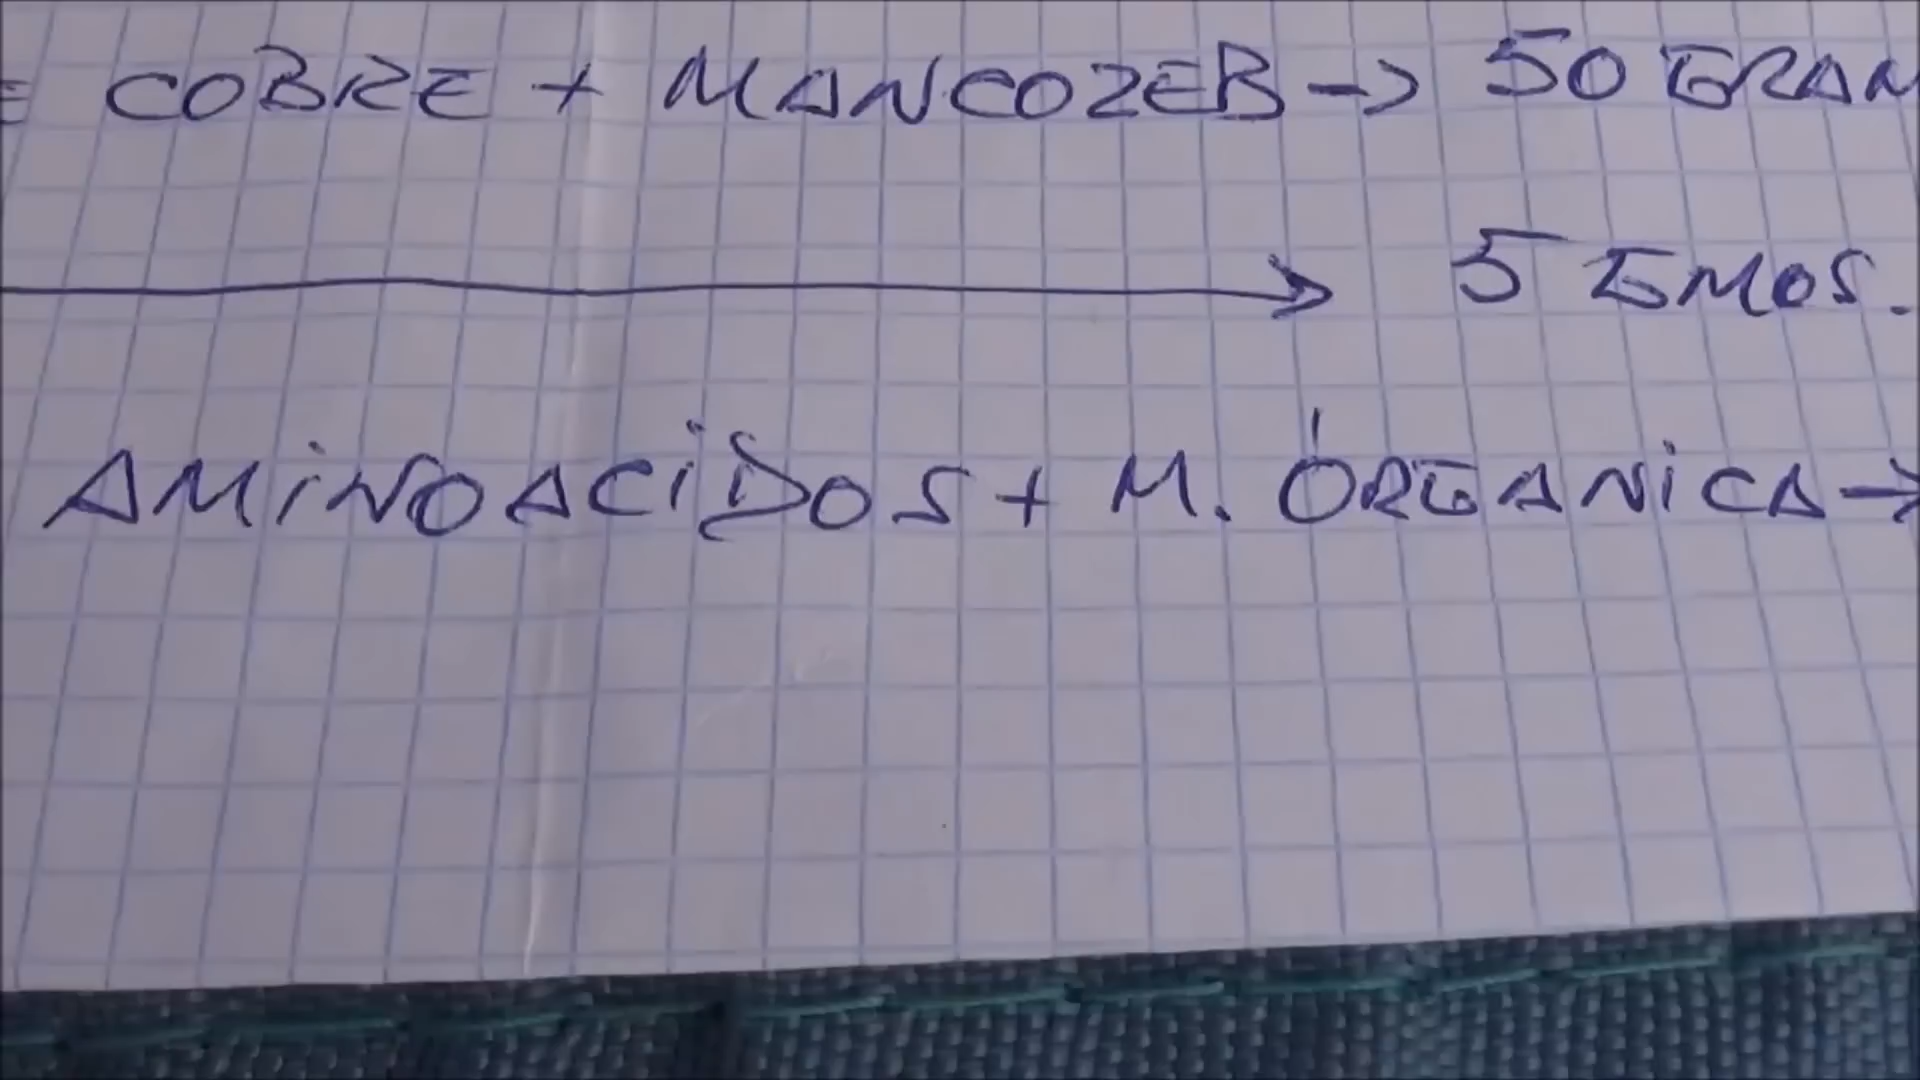 = COBRE + MANCOZEB -> 50 GRAM
-> 5 GMOS.
AMINOACIDOS + M. ÓRGANICA ->